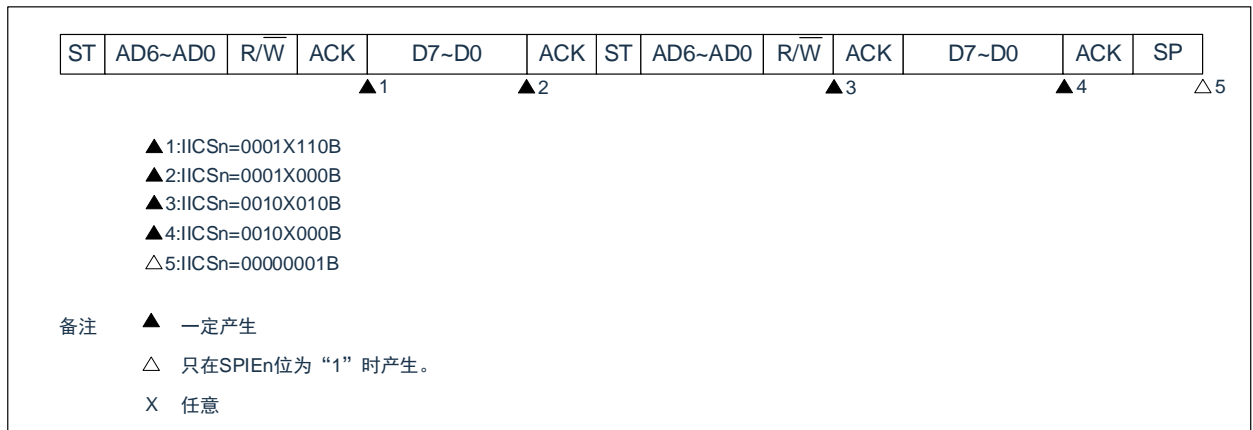 ST AD6~AD0 R/W ACK D7~D0 ACK ST AD6~AD0 R/W ACK D7~D0 ACK SP
▲1 ▲2 ▲3 ▲4 △5
▲1:IICSn=0001X110B
▲2:IICSn=0001X000B
▲3:IICSn=0010X010B
▲4:IICSn=0010X000B
△5:IICSn=00000001B
备注 ▲ 一定产生
△ 只在SPIEn位为“1”时产生。
X 任意